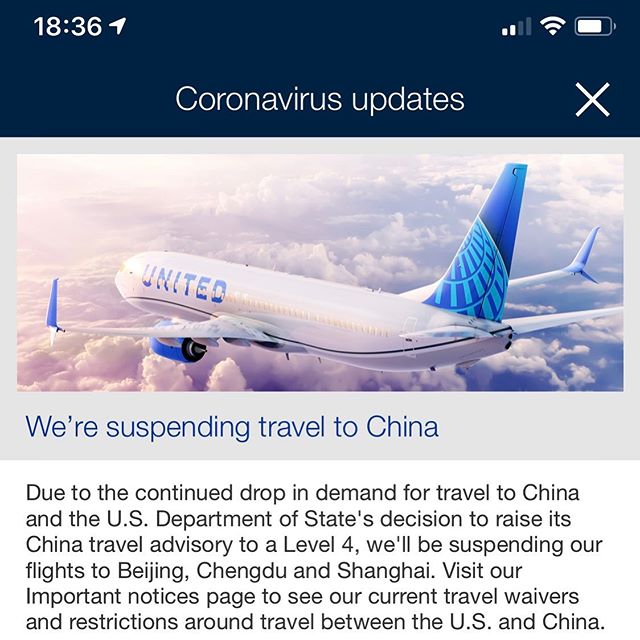 18:36
Coronavirus updates
UNITED
We're suspending travel to China
Due to the continued drop in demand for travel to China
and the U.S. Department of State's decision to raise its
China travel advisory to a Level 4, we'll be suspending our
flights to Beijing, Chengdu and Shanghai. Visit our
Important notices page to see our current travel waivers
and restrictions around travel between the U.S. and China.